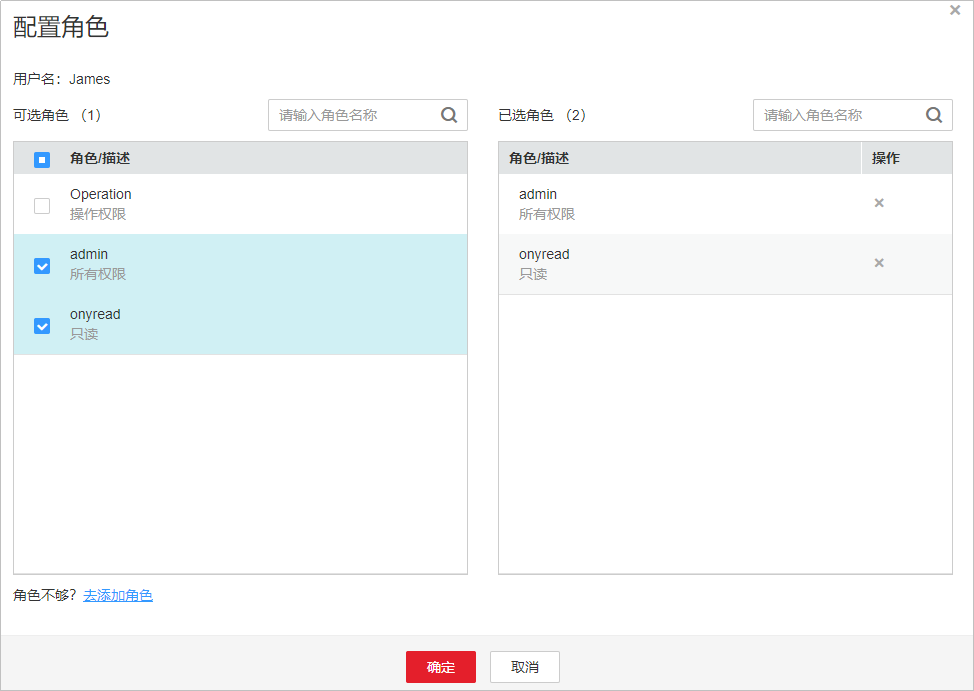 配置角色
用户名：James
可选角色 （1）
请输入角色名称
已选角色 （2）
请输入角色名称
角色/描述
角色/描述
操作
Operation
操作权限
admin
所有权限
onyread
只读
admin
所有权限
onyread
只读
角色不够？去添加角色
确定
取消